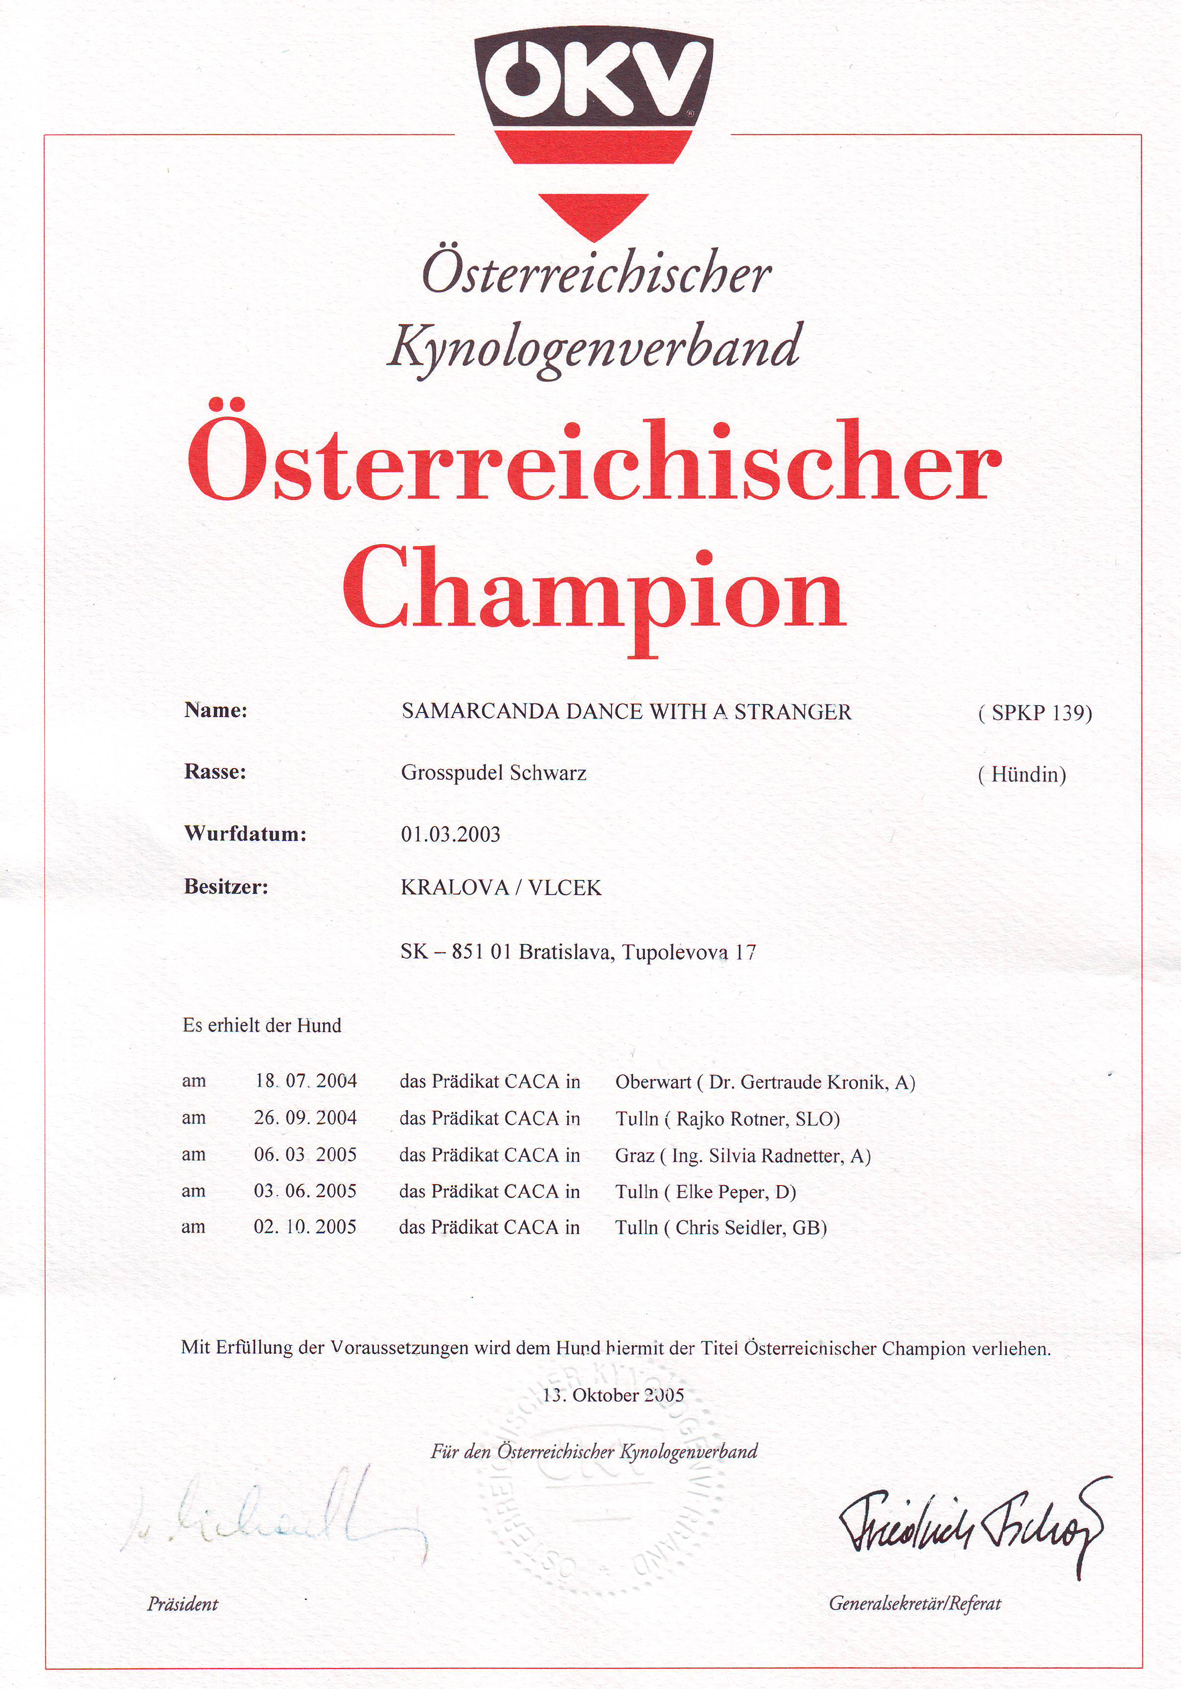 ÖKV®
Österreichischer
Kynologenverband
Österreichischer
Champion
Name: SAMARCANDA DANCE WITH A STRANGER ( SPKP 139)
Rasse: Grosspudel Schwarz ( Hündin)
Wurfdatum: 01.03.2003
Besitzer: KRALOVA / VLCEK
SK – 851 01 Bratislava, Tupolevova 17
Es erhielt der Hund
am 18. 07. 2004 das Prädikat CACA in Oberwart ( Dr. Gertraude Kronik, A)
am 26. 09. 2004 das Prädikat CACA in Tulln ( Rajko Rotner, SLO)
am 06. 03 2005 das Prädikat CACA in Graz ( Ing. Silvia Radnetter, A)
am 03. 06. 2005 das Prädikat CACA in Tulln ( Elke Peper, D)
am 02. 10. 2005 das Prädikat CACA in Tulln ( Chris Seidler, GB)
Mit Erfüllung der Voraussetzungen wird dem Hund hiermit der Titel Österreichischer Champion verliehen.
13. Oktober 2005
Für den Österreichischer Kynologenverband
ÖSTERREICHISCHER KYNOLOGENVERBAND
ÖKV
Friedrich
Präsident Generalsekretär/Referat